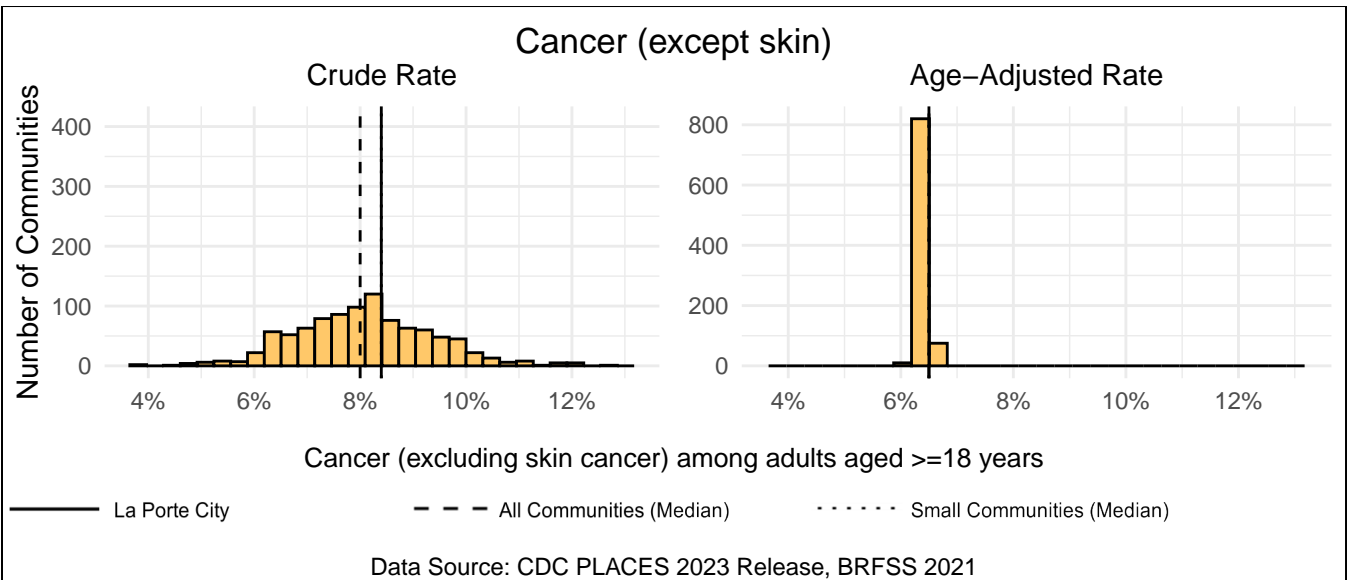 Cancer (except skin)
Crude Rate
Age−Adjusted Rate
Number of Communities
400
300
200
100
0
800
600
400
200
0
4%
6%
8%
10%
12%
4%
6%
8%
10%
12%
Cancer (excluding skin cancer) among adults aged >=18 years
La Porte City
All Communities (Median)
Small Communities (Median)
Data Source: CDC PLACES 2023 Release, BRFSS 2021